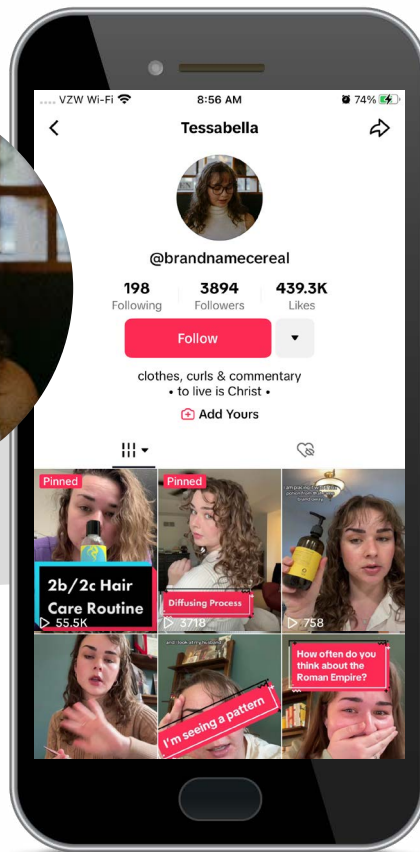 VZW Wi-Fi
8:56 AM
74%
Tessabella
@brandnamecereal
198
3894
439.3K
Following
Followers
Likes
Follow
clothes, curls & commentary
• to live is Christ •
Add Yours
Pinned
2b/2c Hair
Care Routine
55.5K
Pinned
Diffusing Process
3718
758
I'm seeing a pattern
How often do you
think about the
Roman Empire?